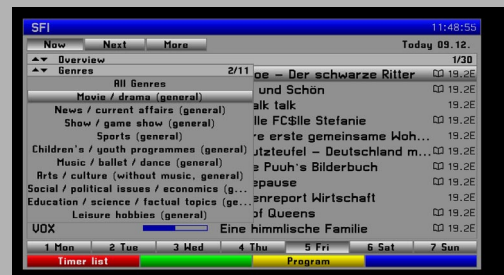 SFI 11:48:55
Now Next More Today 09.12.
Overview 1/30
Genres 2/11
All Genres oe – Der schwarze Ritter 19.2E
Movie / drama (general) und Schön 19.2E
News / current affairs (general) alk talk 19.2E
Show / game show (general) lle FC$lle Stefanie 19.2E
Sports (general) re erste gemeinsame Woh... 19.2E
Children's / youth programmes (general) utzteufel – Deutschland m... 19.2E
Music / ballet / dance (general) e Puuh's Bilderbuch 19.2E
Arts / culture (without music, general) epause 19.2E
Social / political issues / economics (g... enreport Wirtschaft 19.2E
Education / science / factual topics (ge... of Queens 19.2E
Leisure hobbies (general)
VOX Eine himmlische Familie 19.2E
1 Mon 2 Tue 3 Wed 4 Thu 5 Fri 6 Sat 7 Sun
Timer list Program